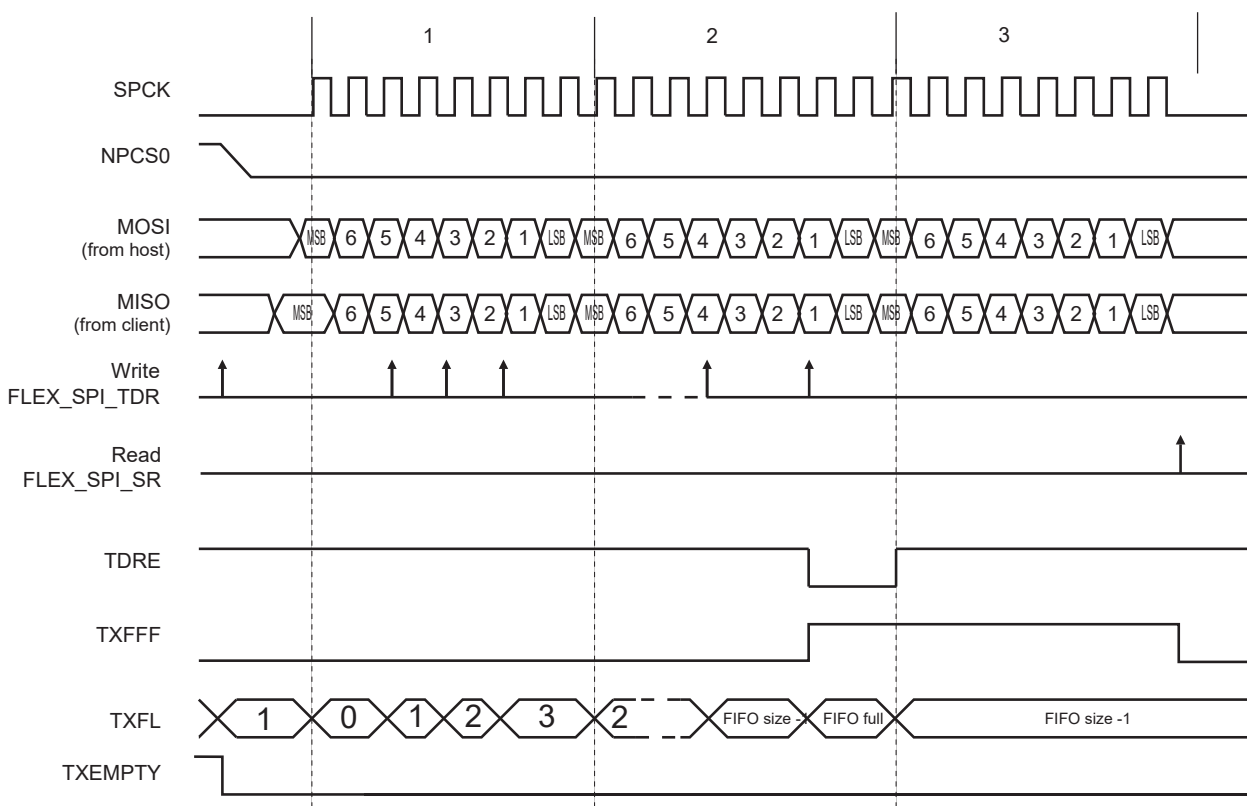 1 2 3
SPCK
NPCS0
MOSI
(from host)
MSB 6 5 4 3 2 1 LSB MSB 6 5 4 3 2 1 LSB MSB 6 5 4 3 2 1 LSB
MISO
(from client)
MSB 6 5 4 3 2 1 LSB MSB 6 5 4 3 2 1 LSB MSB 6 5 4 3 2 1 LSB
Write
FLEX_SPI_TDR
Read
FLEX_SPI_SR
TDRE
TXFFF
TXFL 1 0 1 2 3 2 FIFO size -1 FIFO full FIFO size -1
TXEMPTY